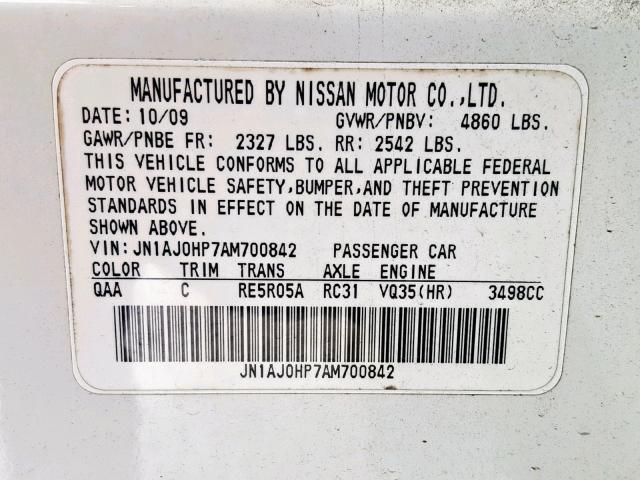 MANUFACTURED BY NISSAN MOTOR CO.,LTD.
DATE: 10/09 GVWR/PNBV: 4860 LBS.
GAWR/PNBE FR: 2327 LBS. RR: 2542 LBS.
THIS VEHICLE CONFORMS TO ALL APPLICABLE FEDERAL
MOTOR VEHICLE SAFETY,BUMPER,AND THEFT PREVENTION
STANDARDS IN EFFECT ON THE DATE OF MANUFACTURE
SHOWN ABOVE.
VIN:JN1AJ0HP7AM700842 PASSENGER CAR
COLOR TRIM TRANS AXLE ENGINE
QAA C RE5R05A RC31 VQ35(HR) 3498CC
JN1AJ0HP7AM700842